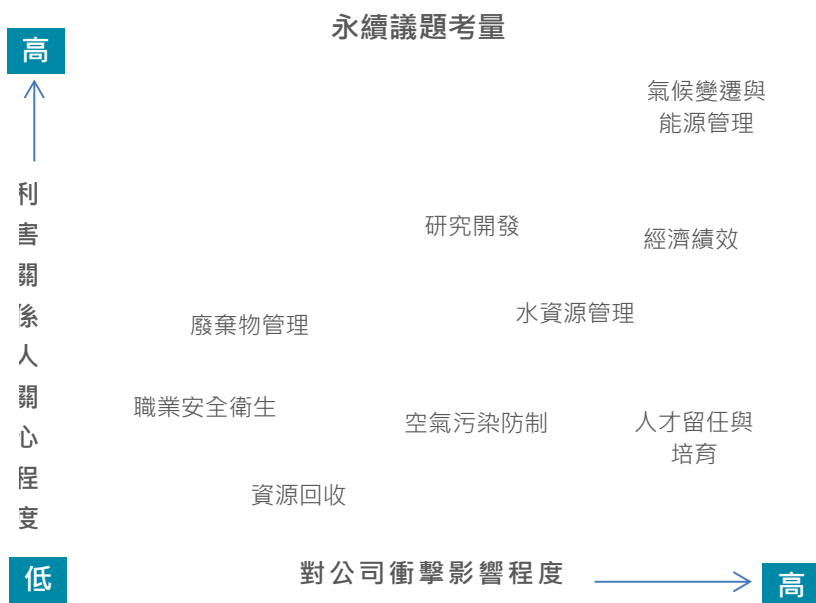 永續議題考量
高
氣候變遷與
能源管理
利害關係人關心程度
研究開發
經濟績效
水資源管理
廢棄物管理
職業安全衛生
空氣污染防制
人才留任與
培育
資源回收
低
對公司衝擊影響程度
高